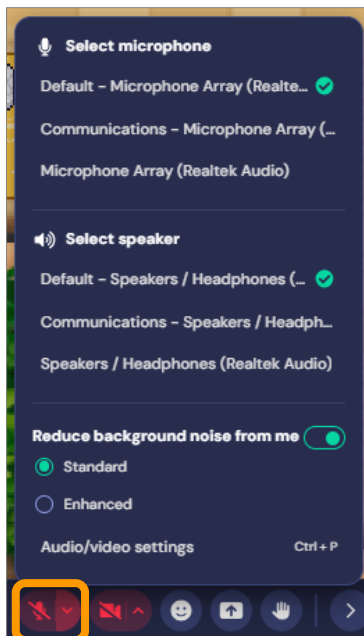 Select microphone
Default - Microphone Array (Realte...
Communications - Microphone Array (...
Microphone Array (Realtek Audio)
Select speaker
Default - Speakers / Headphones (...
Communications - Speakers / Headph...
Speakers / Headphones (Realtek Audio)
Reduce background noise from me
Standard
Enhanced
Audio/video settings Ctrl + P